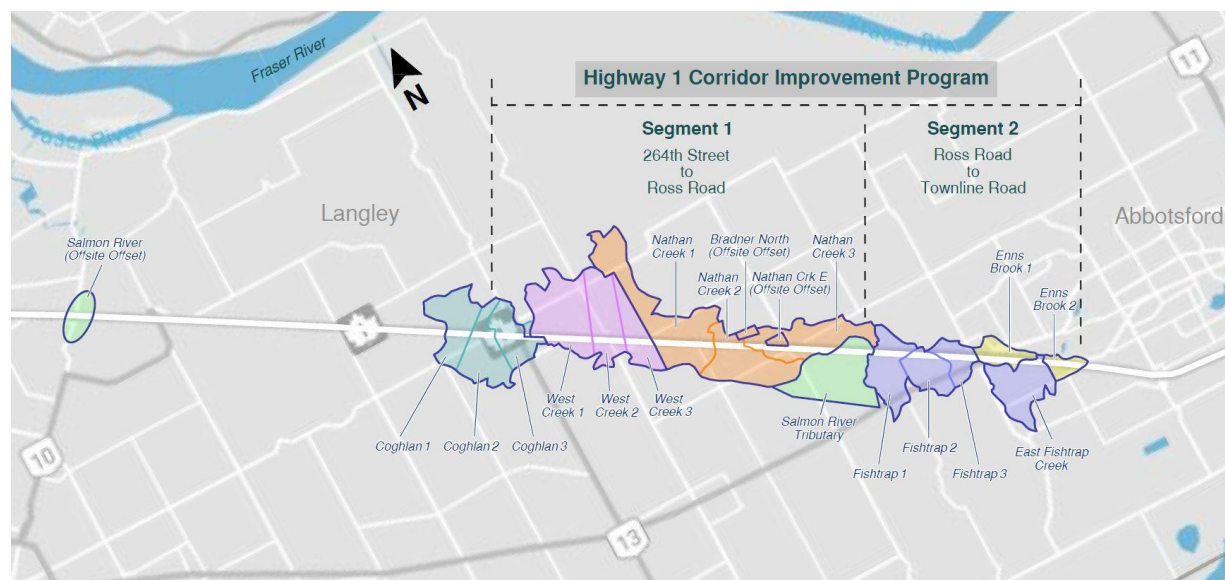 Fraser River
Fraser River
Fraser River
11
N
Highway 1 Corridor Improvement Program
Segment 1
264th Street
to
Ross Road
Segment 2
Ross Road
to
Townline Road
Langley
Abbotsford
Salmon River
(Offsite Offset)
Nathan
Creek 1
Bradner North
(Offsite Offset)
Nathan
Creek 3
Nathan
Creek 2
Nathan Crk E
(Offsite Offset)
Enns
Brook 1
Enns
Brook 2
1
West
Creek 1
West
Creek 2
West
Creek 3
Coghlan 1
Coghlan 2
Coghlan 3
Salmon River
Tributary
Fishtrap 1
Fishtrap 2
Fishtrap 3
East Fishtrap
Creek
10
13